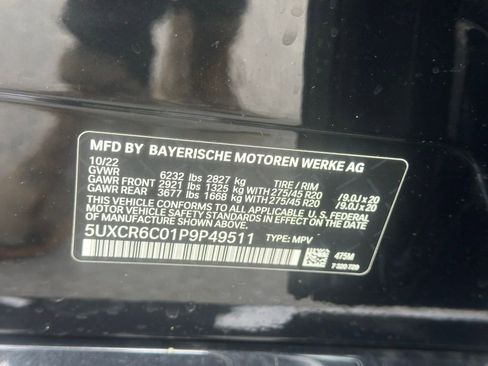 MFD BY BAYERISCHE MOTOREN WERKE AG
10/22 TIRE / RIM
GVWR 6232 lbs 2827 kg
GAWR FRONT 2921 lbs 1325 kg WITH 275/45 R20 /9.0J x 20
GAWR REAR 3677 lbs 1668 kg WITH 275/45 R20 /9.0J x 20
THIS VEHICLE CONFORMS TO ALL APPLICABLE U.S. FEDERAL
MOTOR VEHICLE SAFETY STANDARDS IN EFFECT ON THE
DATE OF MANUFACTURE SHOWN ABOVE.
5UXCR6C01P9P49511 TYPE: MPV
475M